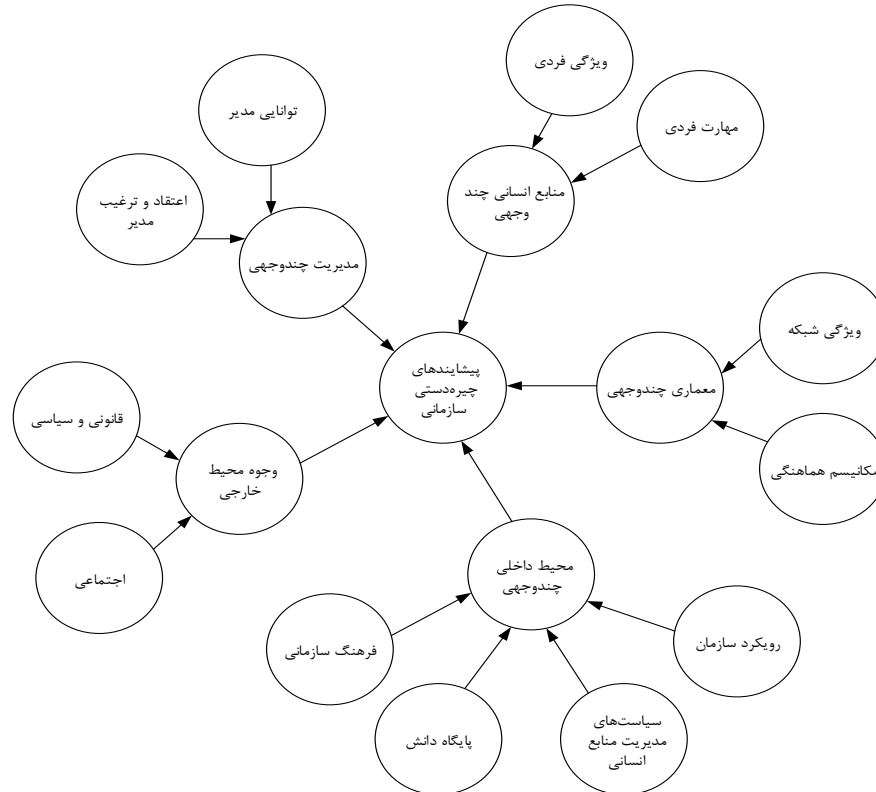 ویژگی فردی
توانایی مدیر
مهارت فردی
منابع انسانی چند
وجهی
اعتقاد و ترغیب
مدیر
مدیریت چندوجهی
ویژگی شبکه
پیشایندهای
چیره‌دستی
سازمانی
معماری چندوجهی
قانونی و سیاسی
وجوه محیط
خارجی
مکانیسم هماهنگی
اجتماعی
محیط داخلی
چندوجهی
رویکرد سازمان
فرهنگ سازمانی
سیاست‌های
مدیریت منابع
انسانی
پایگاه دانش